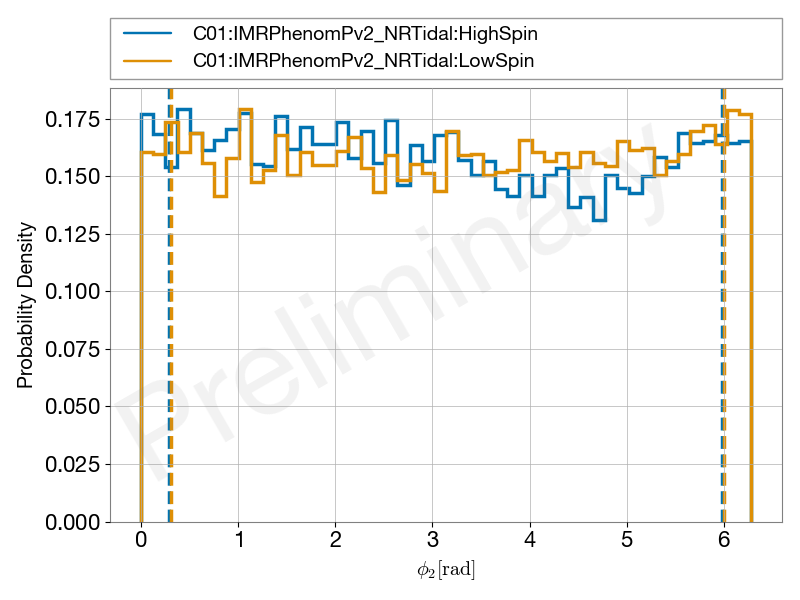 C01:IMRPhenomPv2_NRTidal:HighSpin
C01:IMRPhenomPv2_NRTidal:LowSpin
0.175
0.150
0.125
0.100
0.075
0.050
0.025
0.000
Probability Density
Preliminary
0 1 2 3 4 5 6
ϕ₂[rad]